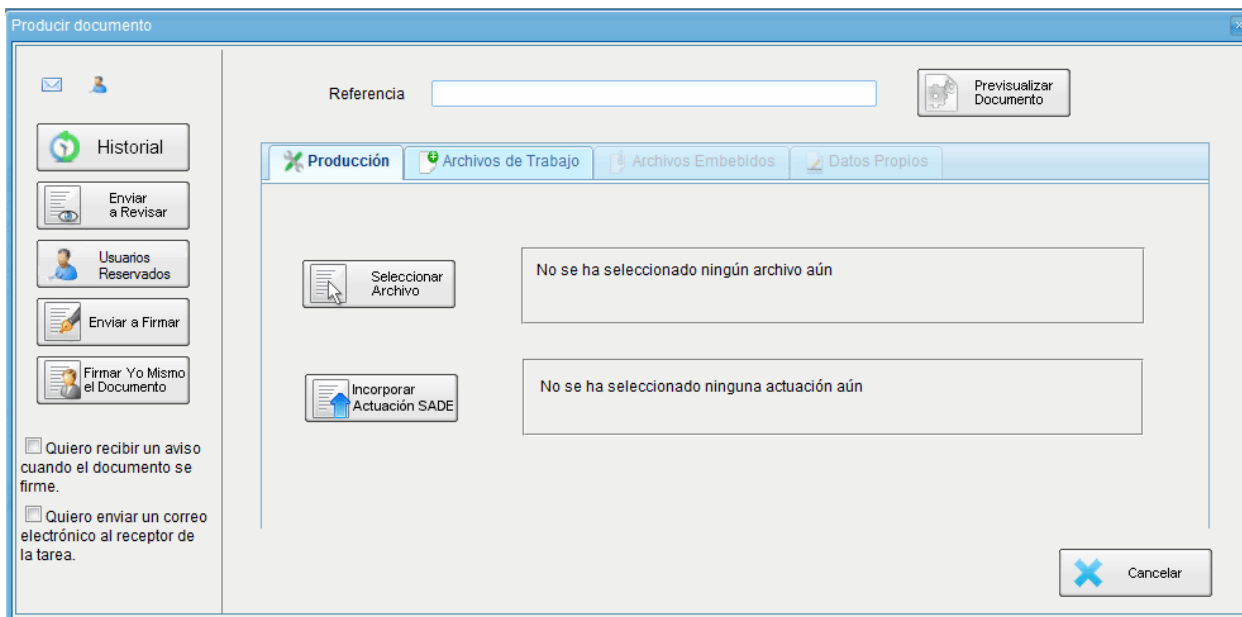 Producir documento
Referencia
Previsualizar
Documento
Historial
Enviar
a Revisar
Usuarios
Reservados
Enviar a Firmar
Firmar Yo Mismo
el Documento
Quiero recibir un aviso
cuando el documento se
firme.
Quiero enviar un correo
electrónico al receptor de
la tarea.
Producción
Archivos de Trabajo
Archivos Embebidos
Datos Propios
Seleccionar
Archivo
No se ha seleccionado ningún archivo aún
Incorporar
Actuación SADE
No se ha seleccionado ninguna actuación aún
Cancelar